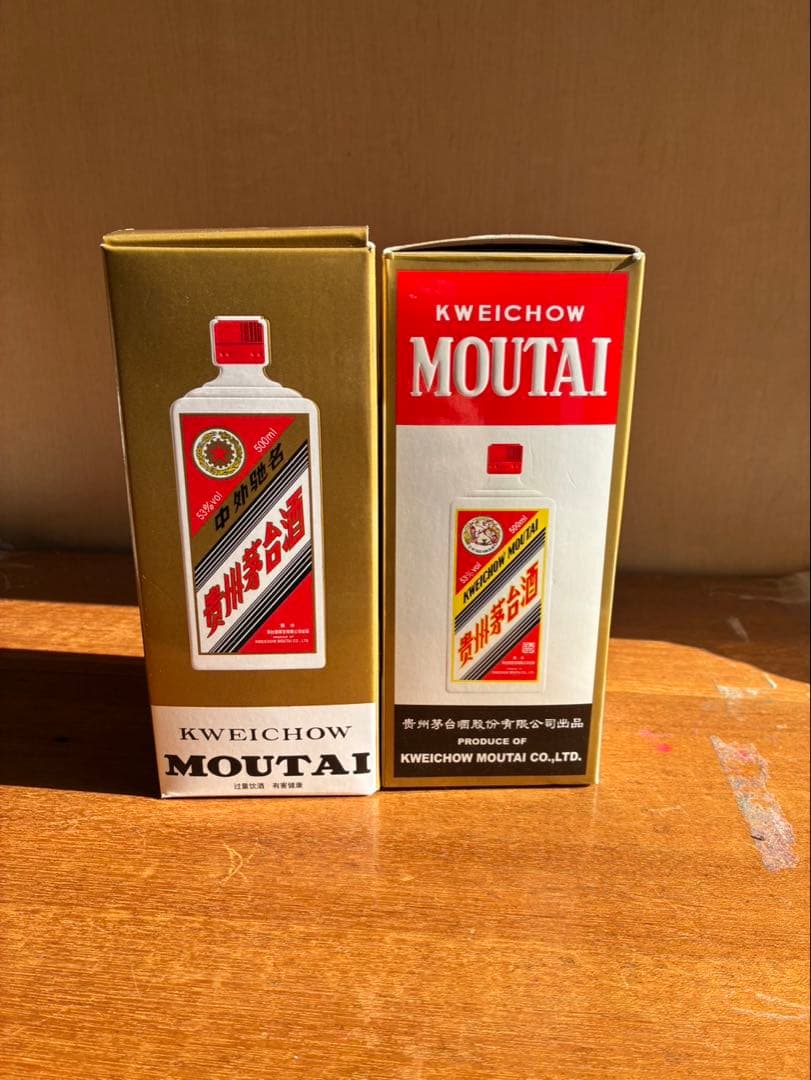 500ml
53%vol
中外驰名
贵州茅台酒
KWEICHOW
MOUTAI
过量饮酒 有害健康
KWEICHOW
MOUTAI
500ml
53%vol
KWEICHOW MOUTAI
贵州茅台酒
贵州茅台酒股份有限公司出品
PRODUCE OF
KWEICHOW MOUTAI CO.,LTD.